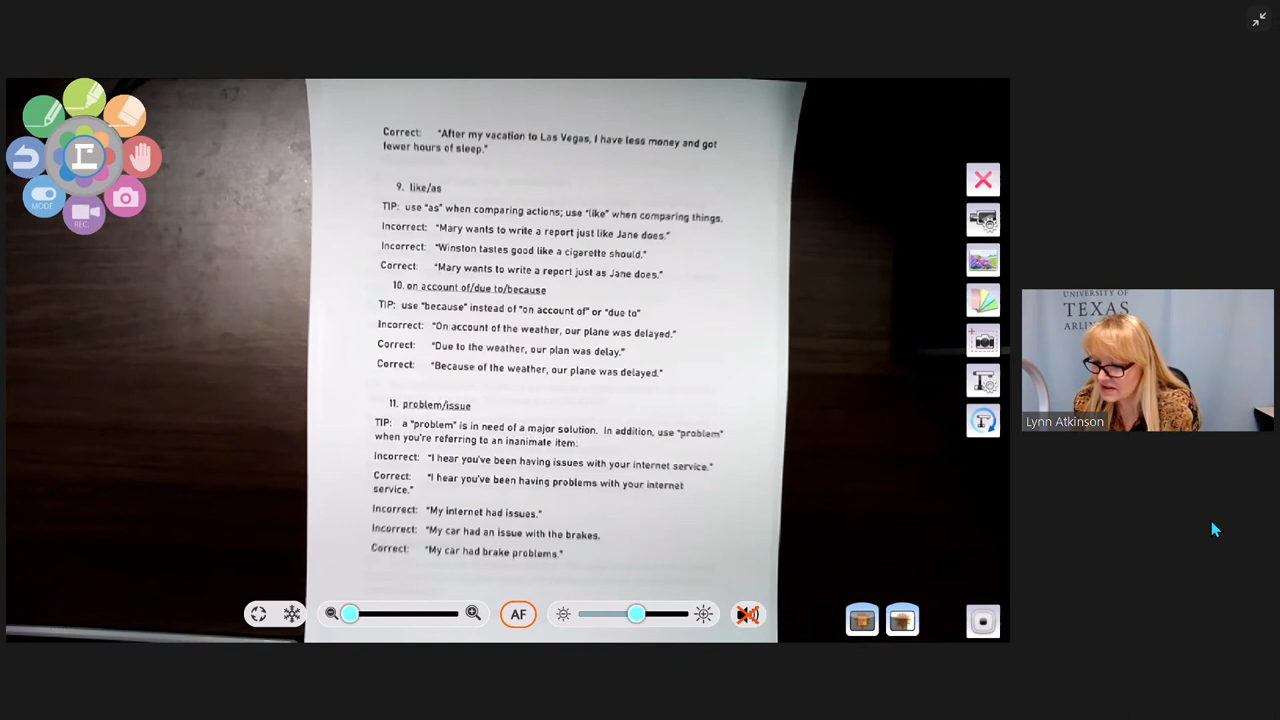 Correct: "After my vacation to Las Vegas, I have less money and got
fewer hours of sleep."
9. like/as
TIP: use "as" when comparing actions; use "like" when comparing things.
Incorrect: "Mary wants to write a report just like Jane does."
Incorrect: "Winston tastes good like a cigarette should."
Correct: "Mary wants to write a report just as Jane does."
10. on account of/due to/because
TIP: use "because" instead of "on account of" or "due to"
Incorrect: "On account of the weather, our plane was delayed."
Correct: "Due to the weather, our plan was delay."
Correct: "Because of the weather, our plane was delayed."
11. problem/issue
TIP: a "problem" is in need of a major solution. In addition, use "problem"
when you're referring to an inanimate item:
Incorrect: "I hear you've been having issues with your internet service."
Correct: "I hear you've been having problems with your internet
service."
Incorrect: "My internet had issues."
Incorrect: "My car had an issue with the brakes.
Correct: "My car had brake problems."
MODE
REC.
AF
UNIVERSITY OF
TEXAS
Lynn Atkinson